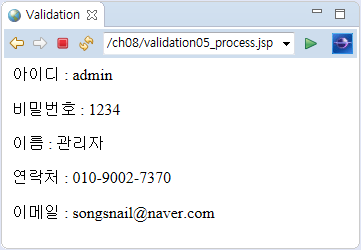 Validation
/ch08/validation05_process.jsp
아이디 : admin
비밀번호 : 1234
이름 : 관리자
연락처 : 010-9002-7370
이메일 : songsnail@naver.com